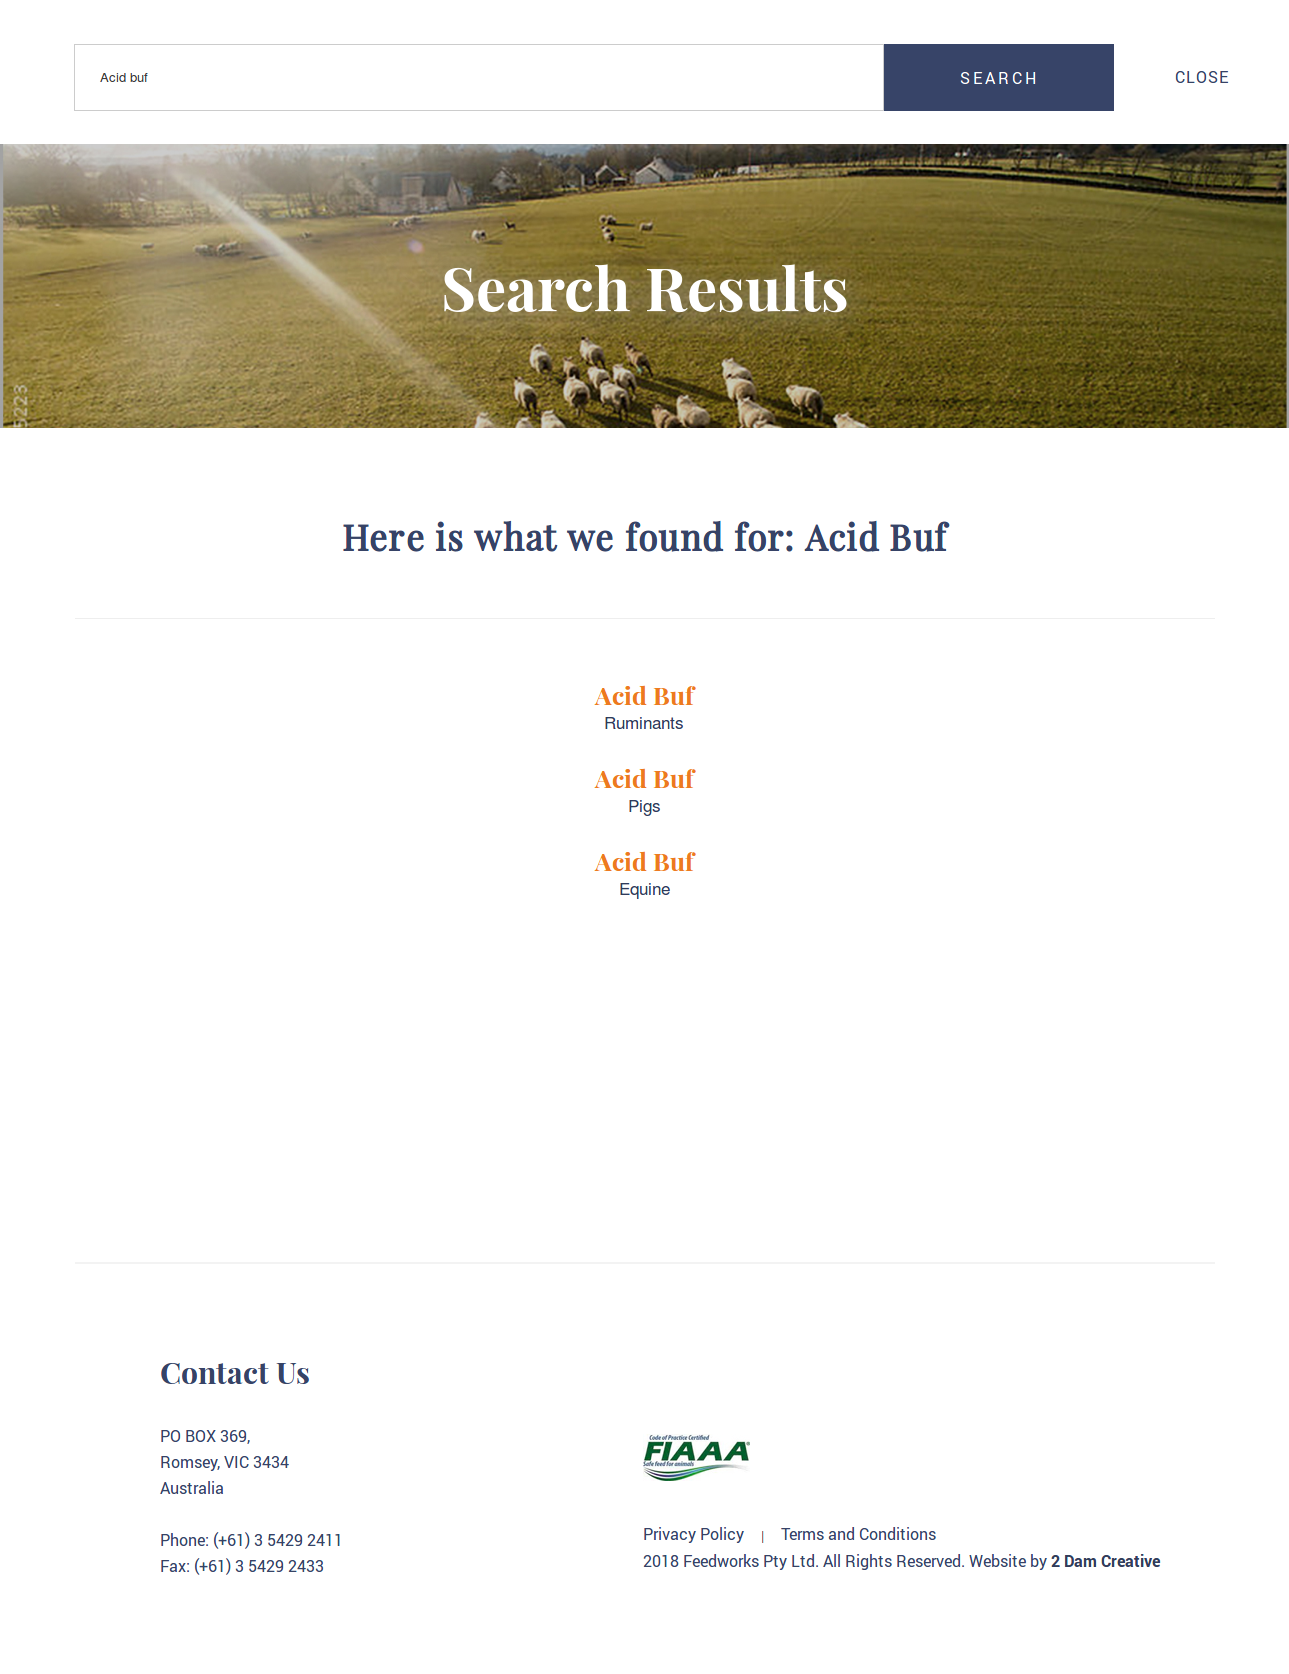 Acid buf
SEARCH
CLOSE
Search Results
5223
Here is what we found for: Acid Buf
Acid Buf
Ruminants
Acid Buf
Pigs
Acid Buf
Equine
Contact Us
PO BOX 369,
Romsey, VIC 3434
Australia
Phone: (+61) 3 5429 2411
Fax: (+61) 3 5429 2433
Code of Practice Certified
FIAAA®
Safe feed for animals
Privacy Policy | Terms and Conditions
2018 Feedworks Pty Ltd. All Rights Reserved. Website by 2 Dam Creative